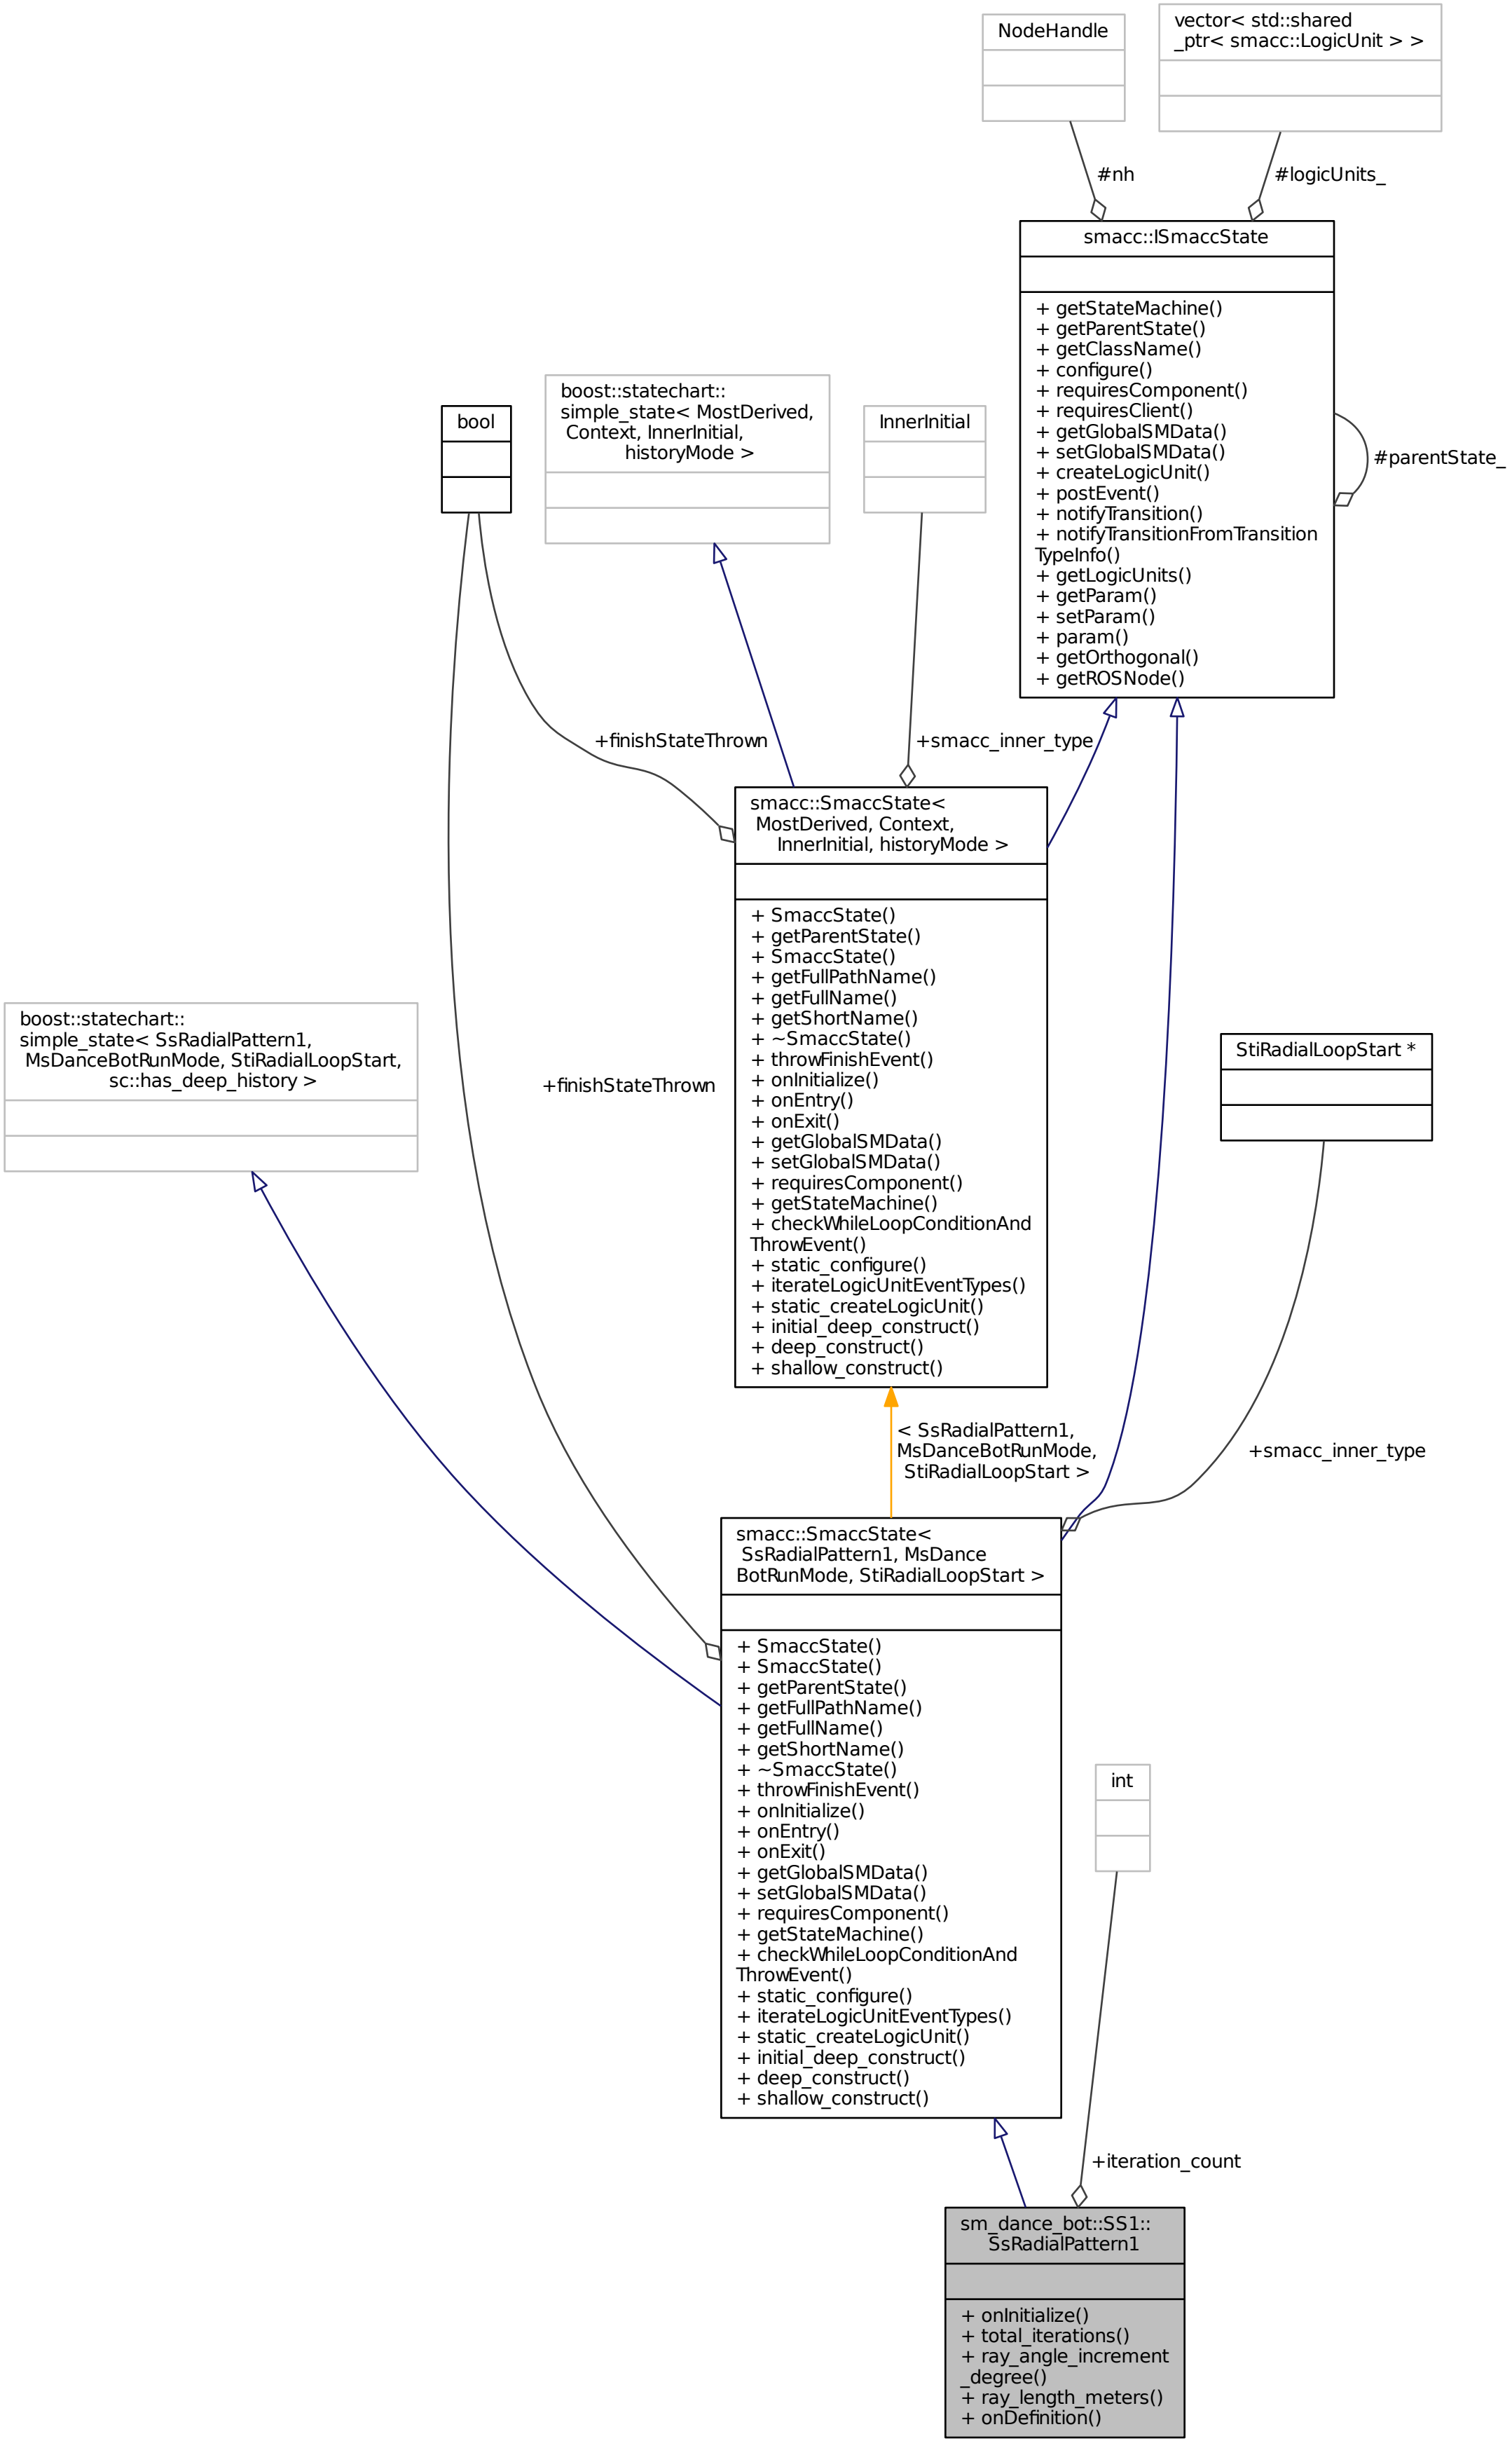 NodeHandle
vector< std::shared
_ptr< smacc::LogicUnit > >
#nh
#logicUnits_
smacc::ISmaccState
+ getStateMachine()
+ getParentState()
+ getClassName()
+ configure()
+ requiresComponent()
+ requiresClient()
+ getGlobalSMData()
+ setGlobalSMData()
+ createLogicUnit()
+ postEvent()
+ notifyTransition()
+ notifyTransitionFromTransition
TypeInfo()
+ getLogicUnits()
+ getParam()
+ setParam()
+ param()
+ getOrthogonal()
+ getROSNode()
#parentState_
bool
boost::statechart::
simple_state< MostDerived,
Context, InnerInitial,
historyMode >
InnerInitial
+finishStateThrown
+smacc_inner_type
smacc::SmaccState<
MostDerived, Context,
InnerInitial, historyMode >
+ SmaccState()
+ getParentState()
+ SmaccState()
+ getFullPathName()
+ getFullName()
+ getShortName()
+ ~SmaccState()
+ throwFinishEvent()
+ onInitialize()
+ onEntry()
+ onExit()
+ getGlobalSMData()
+ setGlobalSMData()
+ requiresComponent()
+ getStateMachine()
+ checkWhileLoopConditionAnd
ThrowEvent()
+ static_configure()
+ iterateLogicUnitEventTypes()
+ static_createLogicUnit()
+ initial_deep_construct()
+ deep_construct()
+ shallow_construct()
boost::statechart::
simple_state< SsRadialPattern1,
MsDanceBotRunMode, StiRadialLoopStart,
sc::has_deep_history >
+finishStateThrown
StiRadialLoopStart *
< SsRadialPattern1,
MsDanceBotRunMode,
StiRadialLoopStart >
+smacc_inner_type
smacc::SmaccState<
SsRadialPattern1, MsDance
BotRunMode, StiRadialLoopStart >
+ SmaccState()
+ SmaccState()
+ getParentState()
+ getFullPathName()
+ getFullName()
+ getShortName()
+ ~SmaccState()
+ throwFinishEvent()
+ onInitialize()
+ onEntry()
+ onExit()
+ getGlobalSMData()
+ setGlobalSMData()
+ requiresComponent()
+ getStateMachine()
+ checkWhileLoopConditionAnd
ThrowEvent()
+ static_configure()
+ iterateLogicUnitEventTypes()
+ static_createLogicUnit()
+ initial_deep_construct()
+ deep_construct()
+ shallow_construct()
int
+iteration_count
sm_dance_bot::SS1::
SsRadialPattern1
+ onInitialize()
+ total_iterations()
+ ray_angle_increment
_degree()
+ ray_length_meters()
+ onDefinition()